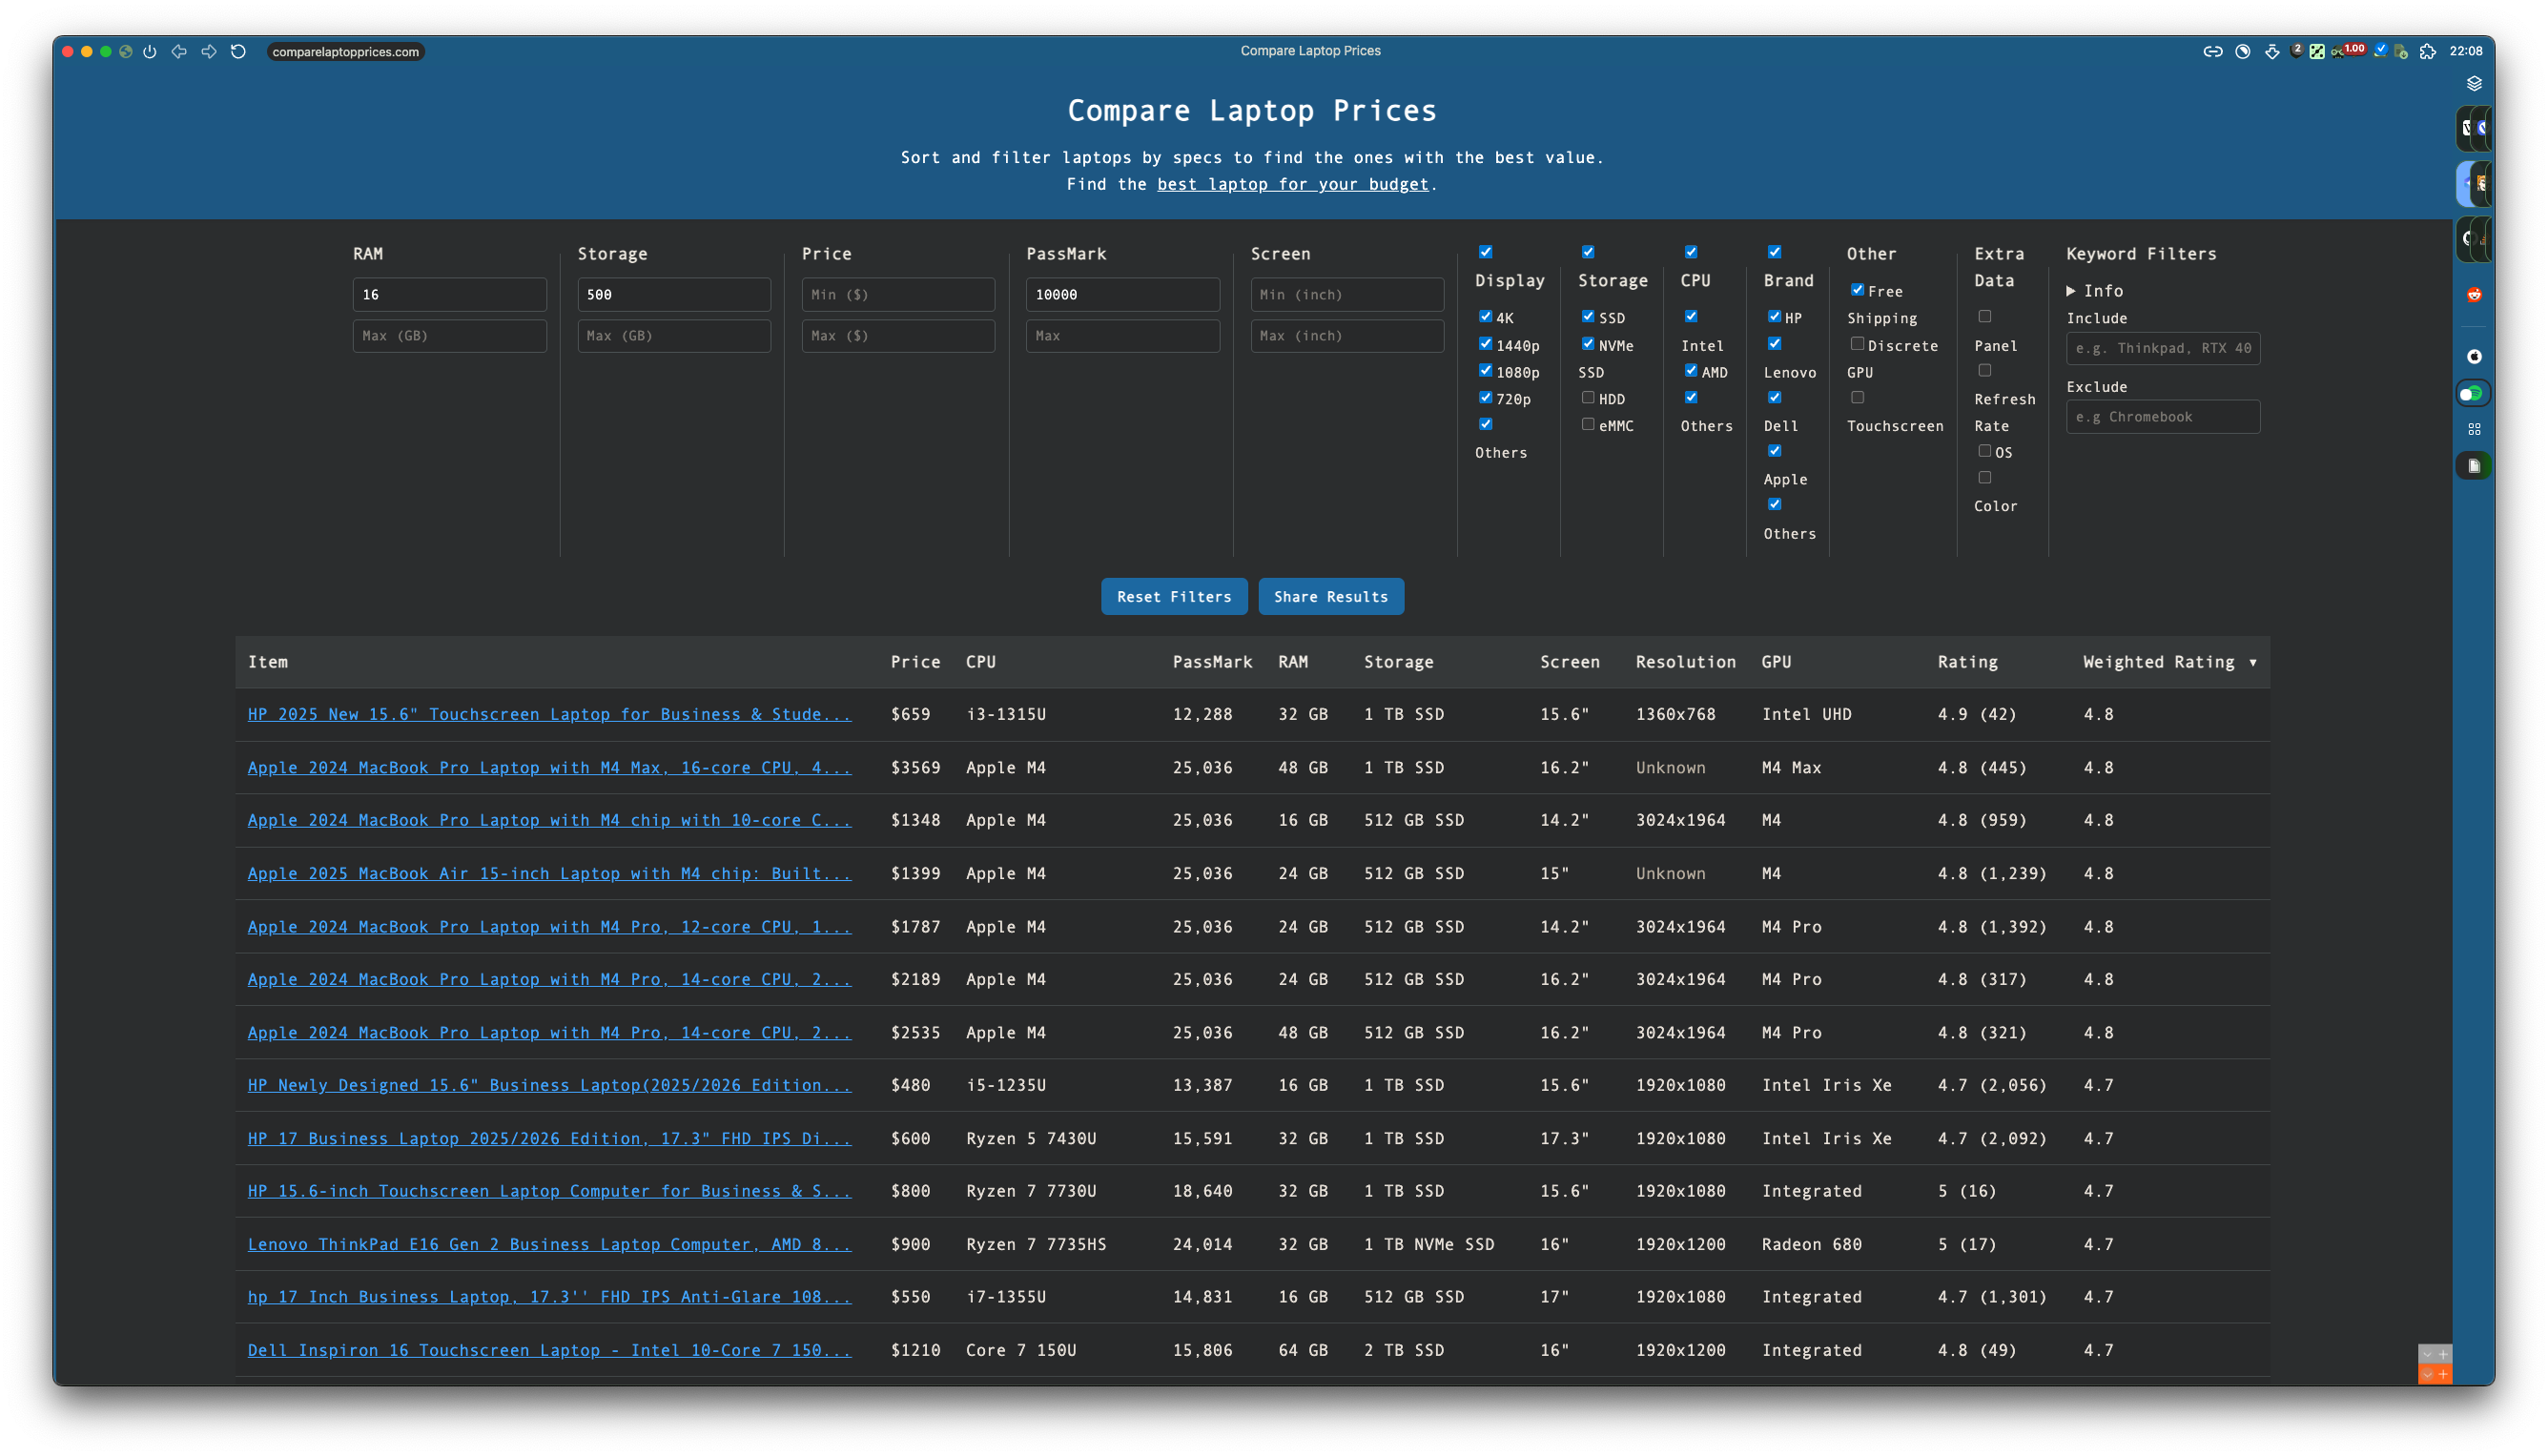 comparelaptopprices.com
Compare Laptop Prices
2
1.00
22:08
Compare Laptop Prices
Sort and filter laptops by specs to find the ones with the best value.
Find the best laptop for your budget.
RAM
16
Max (GB)
Storage
500
Max (GB)
Price
Min ($)
Max ($)
PassMark
10000
Max
Screen
Min (inch)
Max (inch)
Display
4K
1440p
1080p
720p
Others
Storage
SSD
NVMe
SSD
HDD
eMMC
CPU
Intel
AMD
Others
Brand
HP
Lenovo
Dell
Apple
Others
Other
Free
Shipping
Discrete
GPU
Touchscreen
Extra
Data
Panel
Refresh
Rate
OS
Color
Keyword Filters
▶ Info
Include
e.g. Thinkpad, RTX 40
Exclude
e.g Chromebook
Reset Filters Share Results
Item Price CPU PassMark RAM Storage Screen Resolution GPU Rating Weighted Rating ▼
HP 2025 New 15.6" Touchscreen Laptop for Business & Stude... $659 i3-1315U 12,288 32 GB 1 TB SSD 15.6" 1360x768 Intel UHD 4.9 (42) 4.8
Apple 2024 MacBook Pro Laptop with M4 Max, 16-core CPU, 4... $3569 Apple M4 25,036 48 GB 1 TB SSD 16.2" Unknown M4 Max 4.8 (445) 4.8
Apple 2024 MacBook Pro Laptop with M4 chip with 10-core C... $1348 Apple M4 25,036 16 GB 512 GB SSD 14.2" 3024x1964 M4 4.8 (959) 4.8
Apple 2025 MacBook Air 15-inch Laptop with M4 chip: Built... $1399 Apple M4 25,036 24 GB 512 GB SSD 15" Unknown M4 4.8 (1,239) 4.8
Apple 2024 MacBook Pro Laptop with M4 Pro, 12-core CPU, 1... $1787 Apple M4 25,036 24 GB 512 GB SSD 14.2" 3024x1964 M4 Pro 4.8 (1,392) 4.8
Apple 2024 MacBook Pro Laptop with M4 Pro, 14-core CPU, 2... $2189 Apple M4 25,036 24 GB 512 GB SSD 16.2" 3024x1964 M4 Pro 4.8 (317) 4.8
Apple 2024 MacBook Pro Laptop with M4 Pro, 14-core CPU, 2... $2535 Apple M4 25,036 48 GB 512 GB SSD 16.2" 3024x1964 M4 Pro 4.8 (321) 4.8
HP Newly Designed 15.6" Business Laptop(2025/2026 Edition... $480 i5-1235U 13,387 16 GB 1 TB SSD 15.6" 1920x1080 Intel Iris Xe 4.7 (2,056) 4.7
HP 17 Business Laptop 2025/2026 Edition, 17.3" FHD IPS Di... $600 Ryzen 5 7430U 15,591 32 GB 1 TB SSD 17.3" 1920x1080 Intel Iris Xe 4.7 (2,092) 4.7
HP 15.6-inch Touchscreen Laptop Computer for Business & S... $800 Ryzen 7 7730U 18,640 32 GB 1 TB SSD 15.6" 1920x1080 Integrated 5 (16) 4.7
Lenovo ThinkPad E16 Gen 2 Business Laptop Computer, AMD 8... $900 Ryzen 7 7735HS 24,014 32 GB 1 TB NVMe SSD 16" 1920x1200 Radeon 680 5 (17) 4.7
hp 17 Inch Business Laptop, 17.3'' FHD IPS Anti-Glare 108... $550 i7-1355U 14,831 16 GB 512 GB SSD 17" 1920x1080 Integrated 4.7 (1,301) 4.7
Dell Inspiron 16 Touchscreen Laptop - Intel 10-Core 7 150... $1210 Core 7 150U 15,806 64 GB 2 TB SSD 16" 1920x1200 Integrated 4.8 (49) 4.7